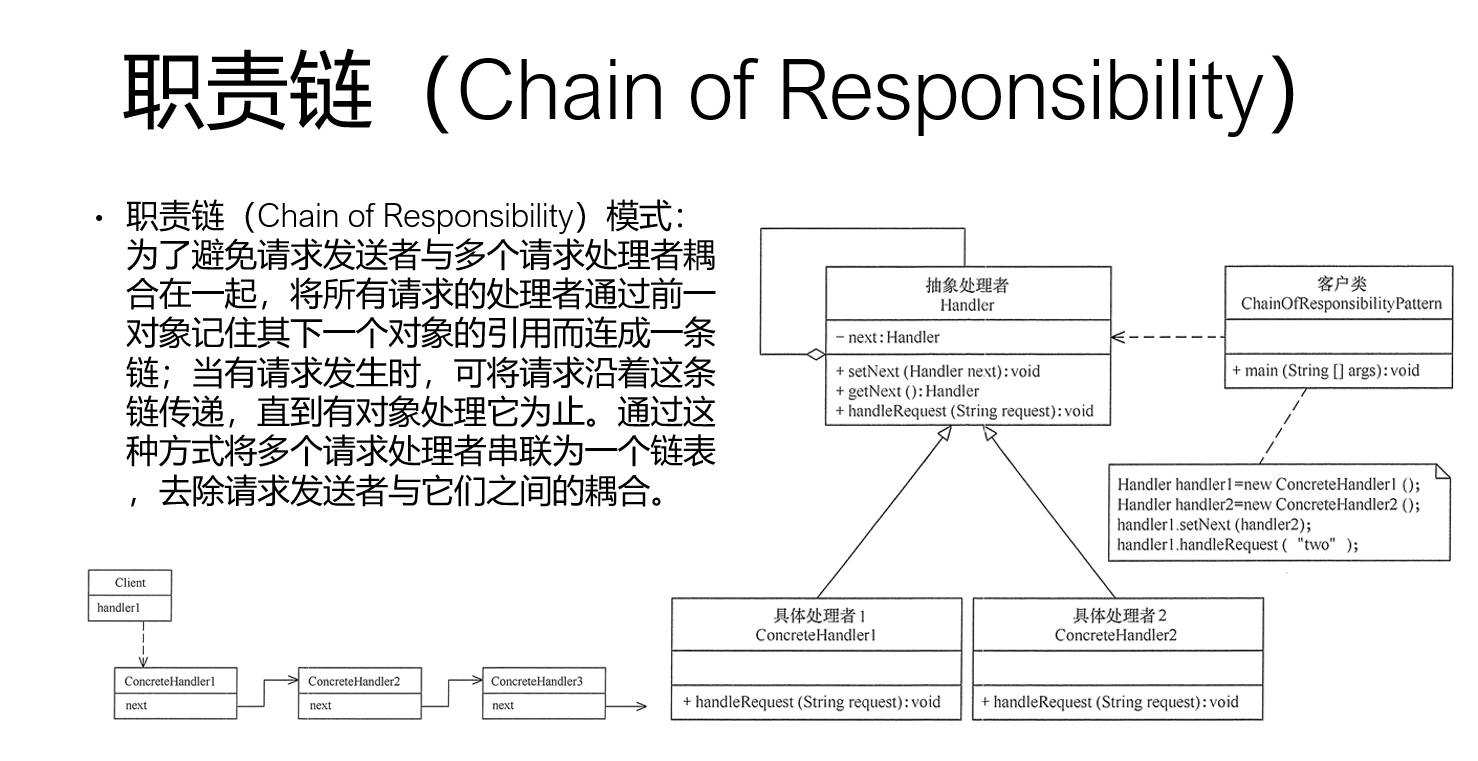 职责链（Chain of Responsibility）
• 职责链（Chain of Responsibility）模式：
为了避免请求发送者与多个请求处理者耦
合在一起，将所有请求的处理者通过前一
对象记住其下一个对象的引用而连成一条
链；当有请求发生时，可将请求沿着这条
链传递，直到有对象处理它为止。通过这
种方式将多个请求处理者串联为一个链表
，去除请求发送者与它们之间的耦合。
抽象处理者
Handler
- next:Handler
+ setNext (Handler next):void
+ getNext ():Handler
+ handleRequest (String request):void
客户类
ChainOfResponsibilityPattern
+ main (String [] args):void
Handler handler1=new ConcreteHandler1 ();
Handler handler2=new ConcreteHandler2 ();
handler1.setNext (handler2);
handler1.handleRequest ( "two" );
具体处理者1
ConcreteHandler1
+ handleRequest (String request):void
具体处理者2
ConcreteHandler2
+ handleRequest (String request):void
Client
handler1
ConcreteHandler1
next
ConcreteHandler2
next
ConcreteHandler3
next